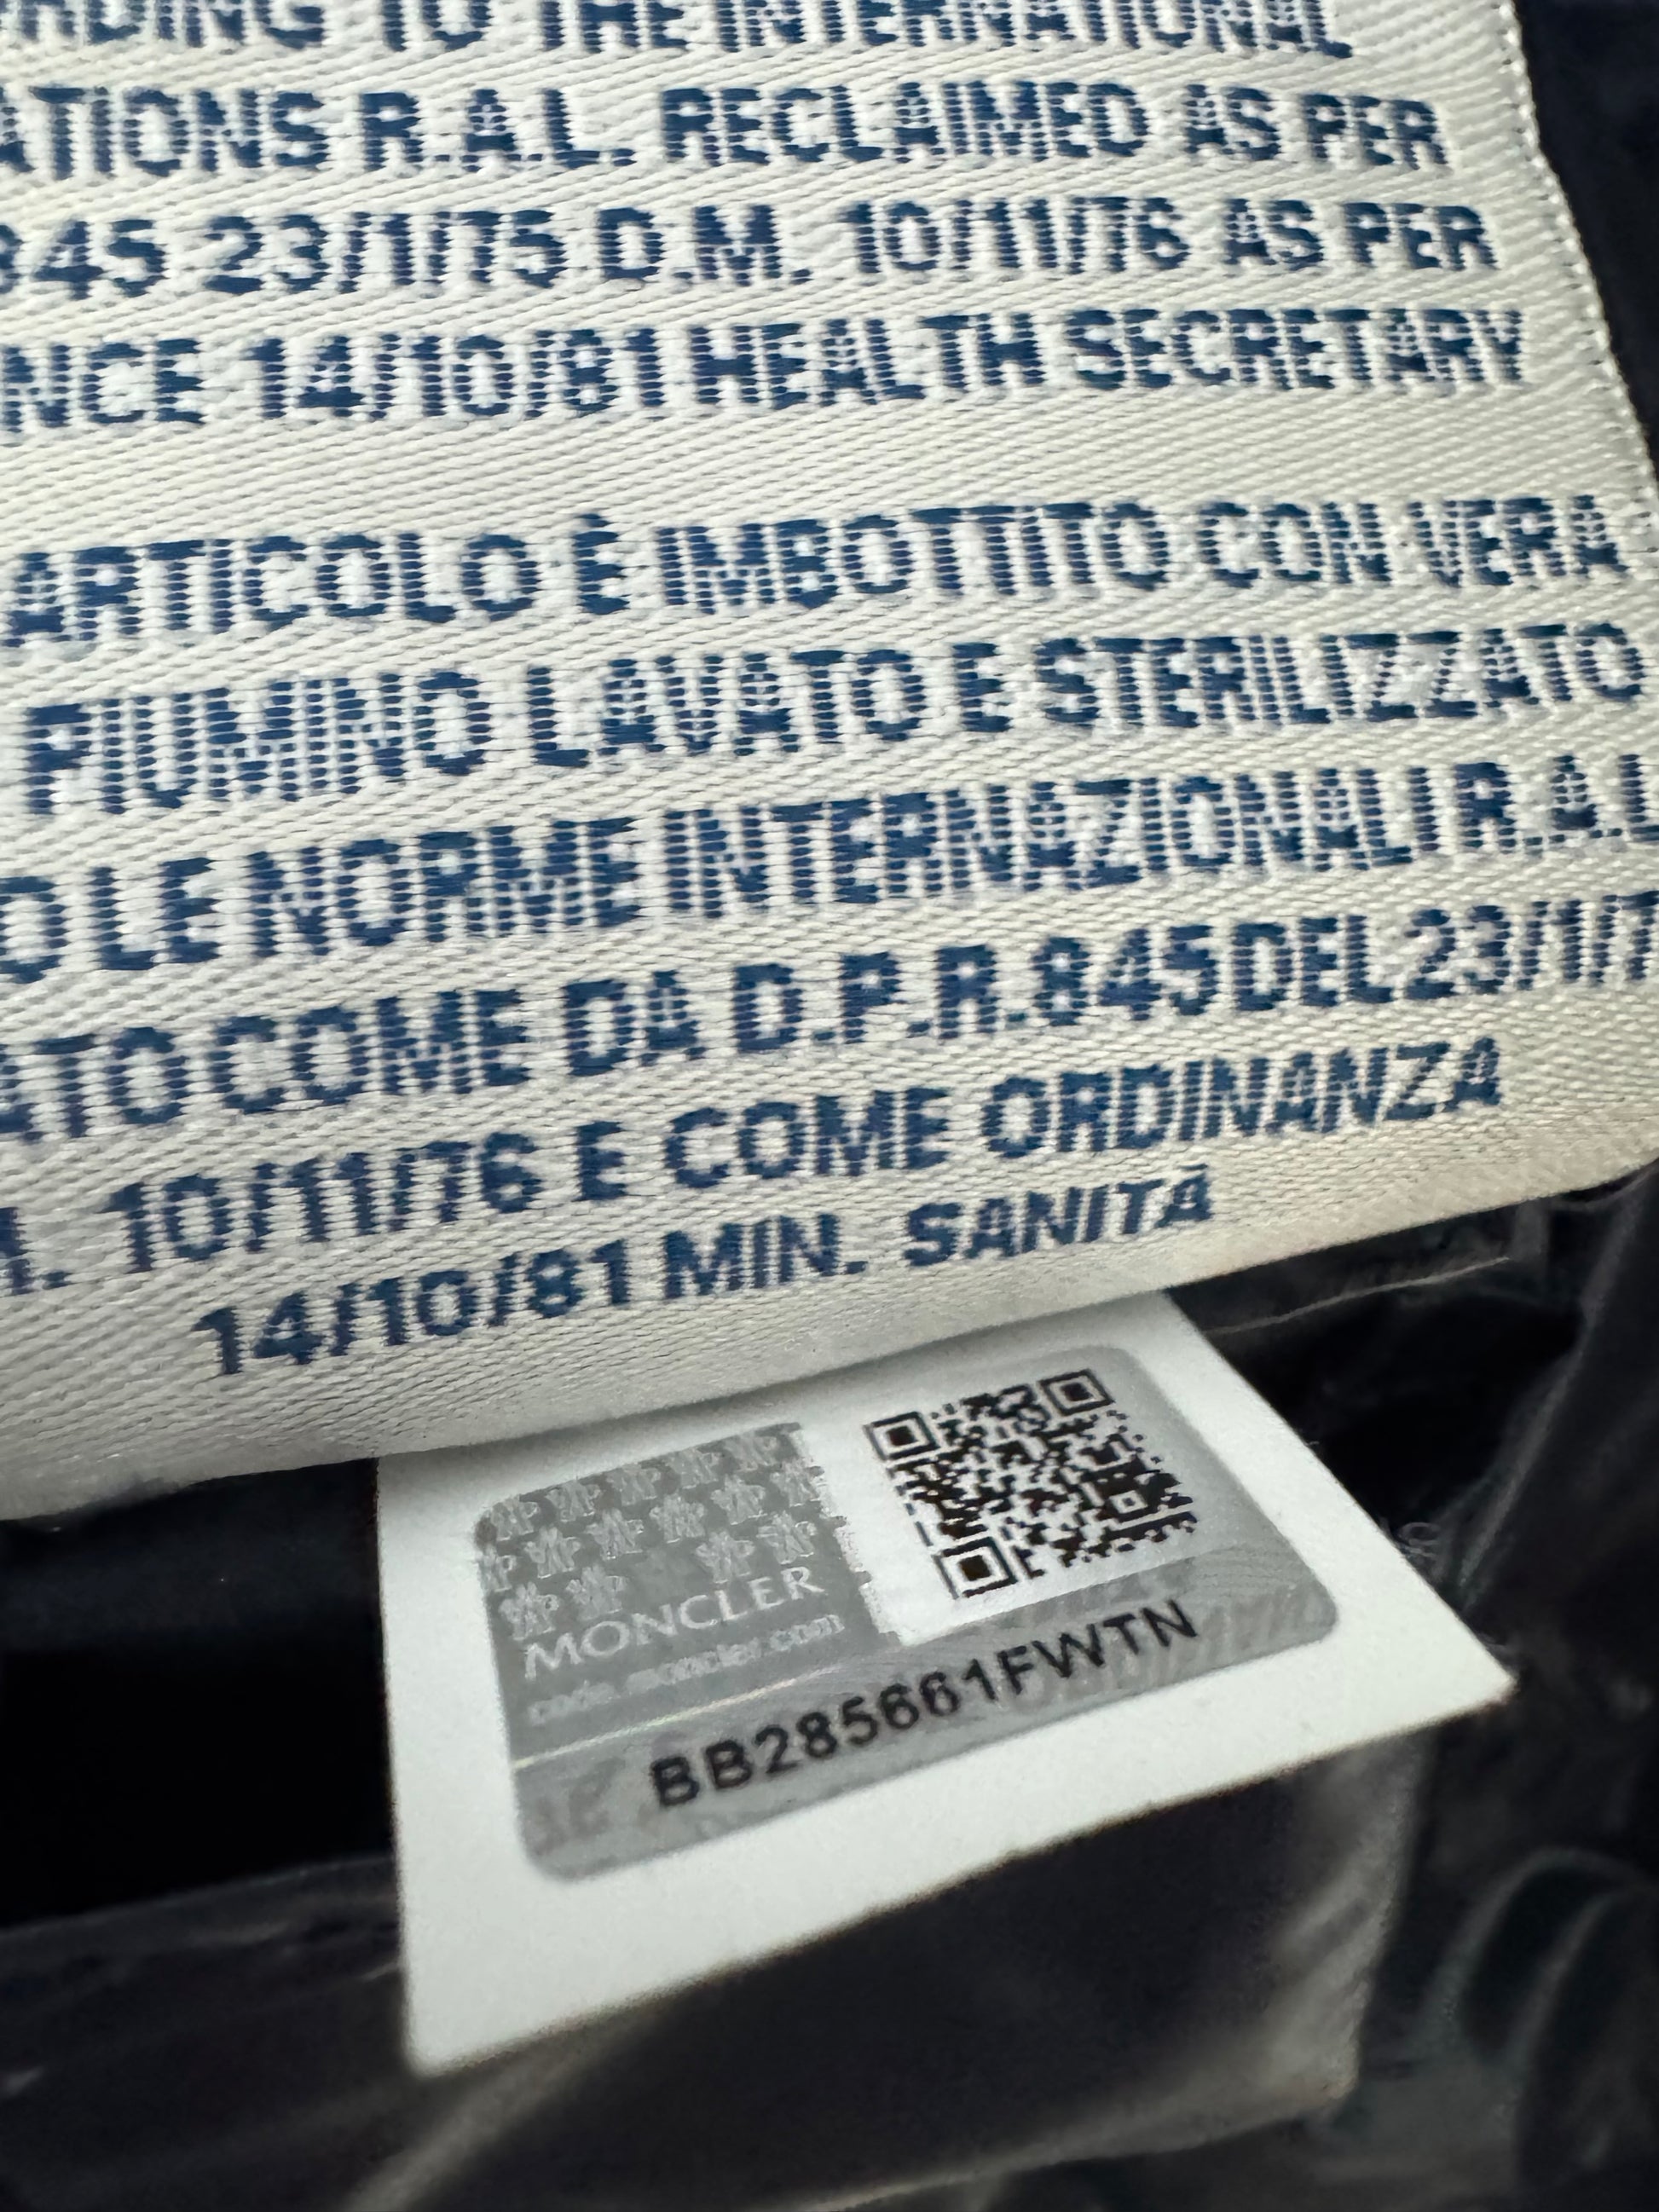 RDING TO THE INTERNATIONAL
ATIONS R.A.L. RECLAIMED AS PER
845 23/1/75 D.M. 10/11/76 AS PER
NCE 14/10/81 HEALTH SECRETARY
ARTICOLO È IMBOTTITO CON VERA
FIUMINO LAVATO E STERILIZZATO
O LE NORME INTERNAZIONALI R.A.L
ATO COME DA D.P.R. 845 DEL 23/1/7
. 10/11/76 E COME ORDINANZA
14/10/81 MIN. SANITÀ
MONCLER
code.moncler.com
BB285661FWTN